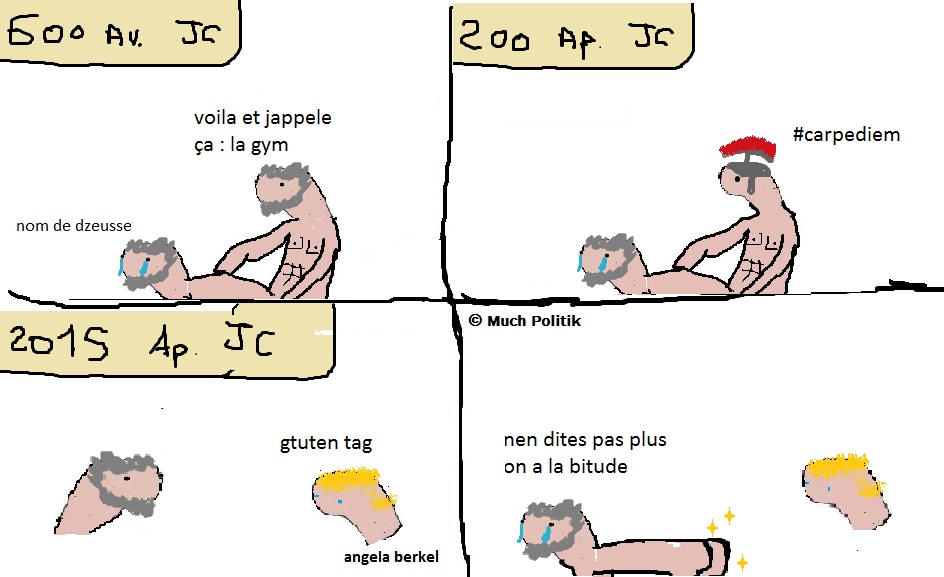 600 Av. JC
voila et jappele
ça : la gym
nom de dzeusse
200 Ap. JC
#carpediem
© Much Politik
2015 Ap. JC
gtuten tag
angela berkel
nen dites pas plus
on a la bitude